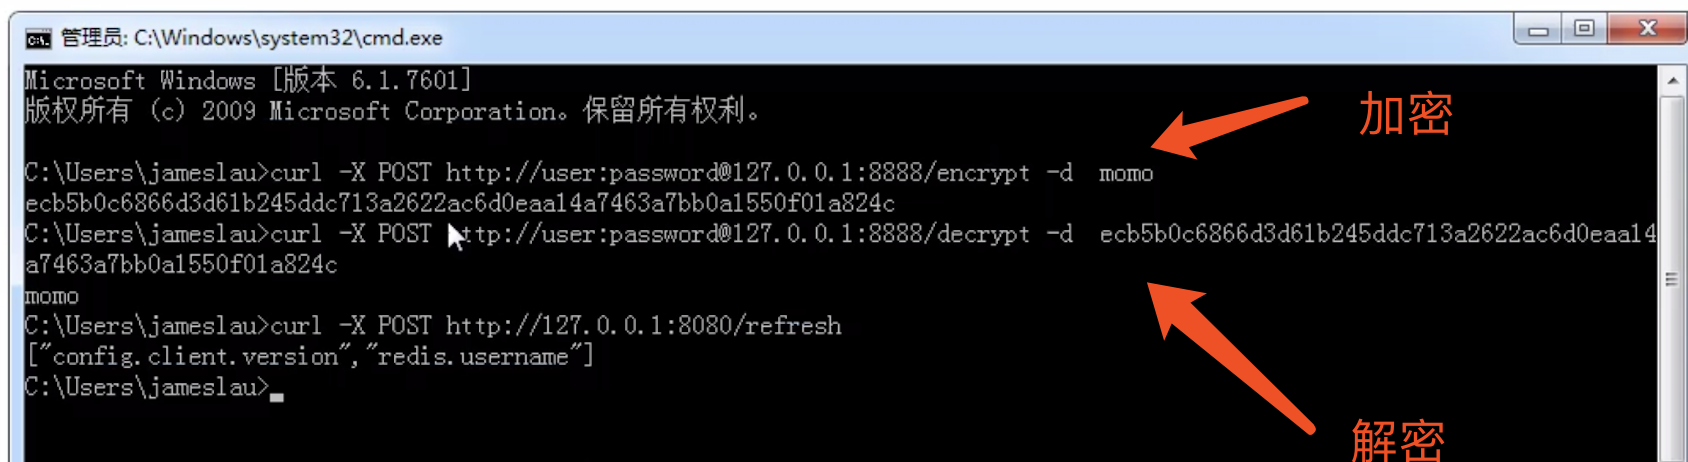 管理员: C:\Windows\system32\cmd.exe
Microsoft Windows [版本 6.1.7601]
版权所有 (c) 2009 Microsoft Corporation。保留所有权利。
加密
C:\Users\jameslau>curl -X POST http://user:password@127.0.0.1:8888/encrypt -d  momo
ecb5b0c6866d3d61b245ddc713a2622ac6d0eaa14a7463a7bb0a1550f01a824c
C:\Users\jameslau>curl -X POST http://user:password@127.0.0.1:8888/decrypt -d  ecb5b0c6866d3d61b245ddc713a2622ac6d0eaa14
a7463a7bb0a1550f01a824c
momo
C:\Users\jameslau>curl -X POST http://127.0.0.1:8080/refresh
["config.client.version","redis.username"]
C:\Users\jameslau>
解密